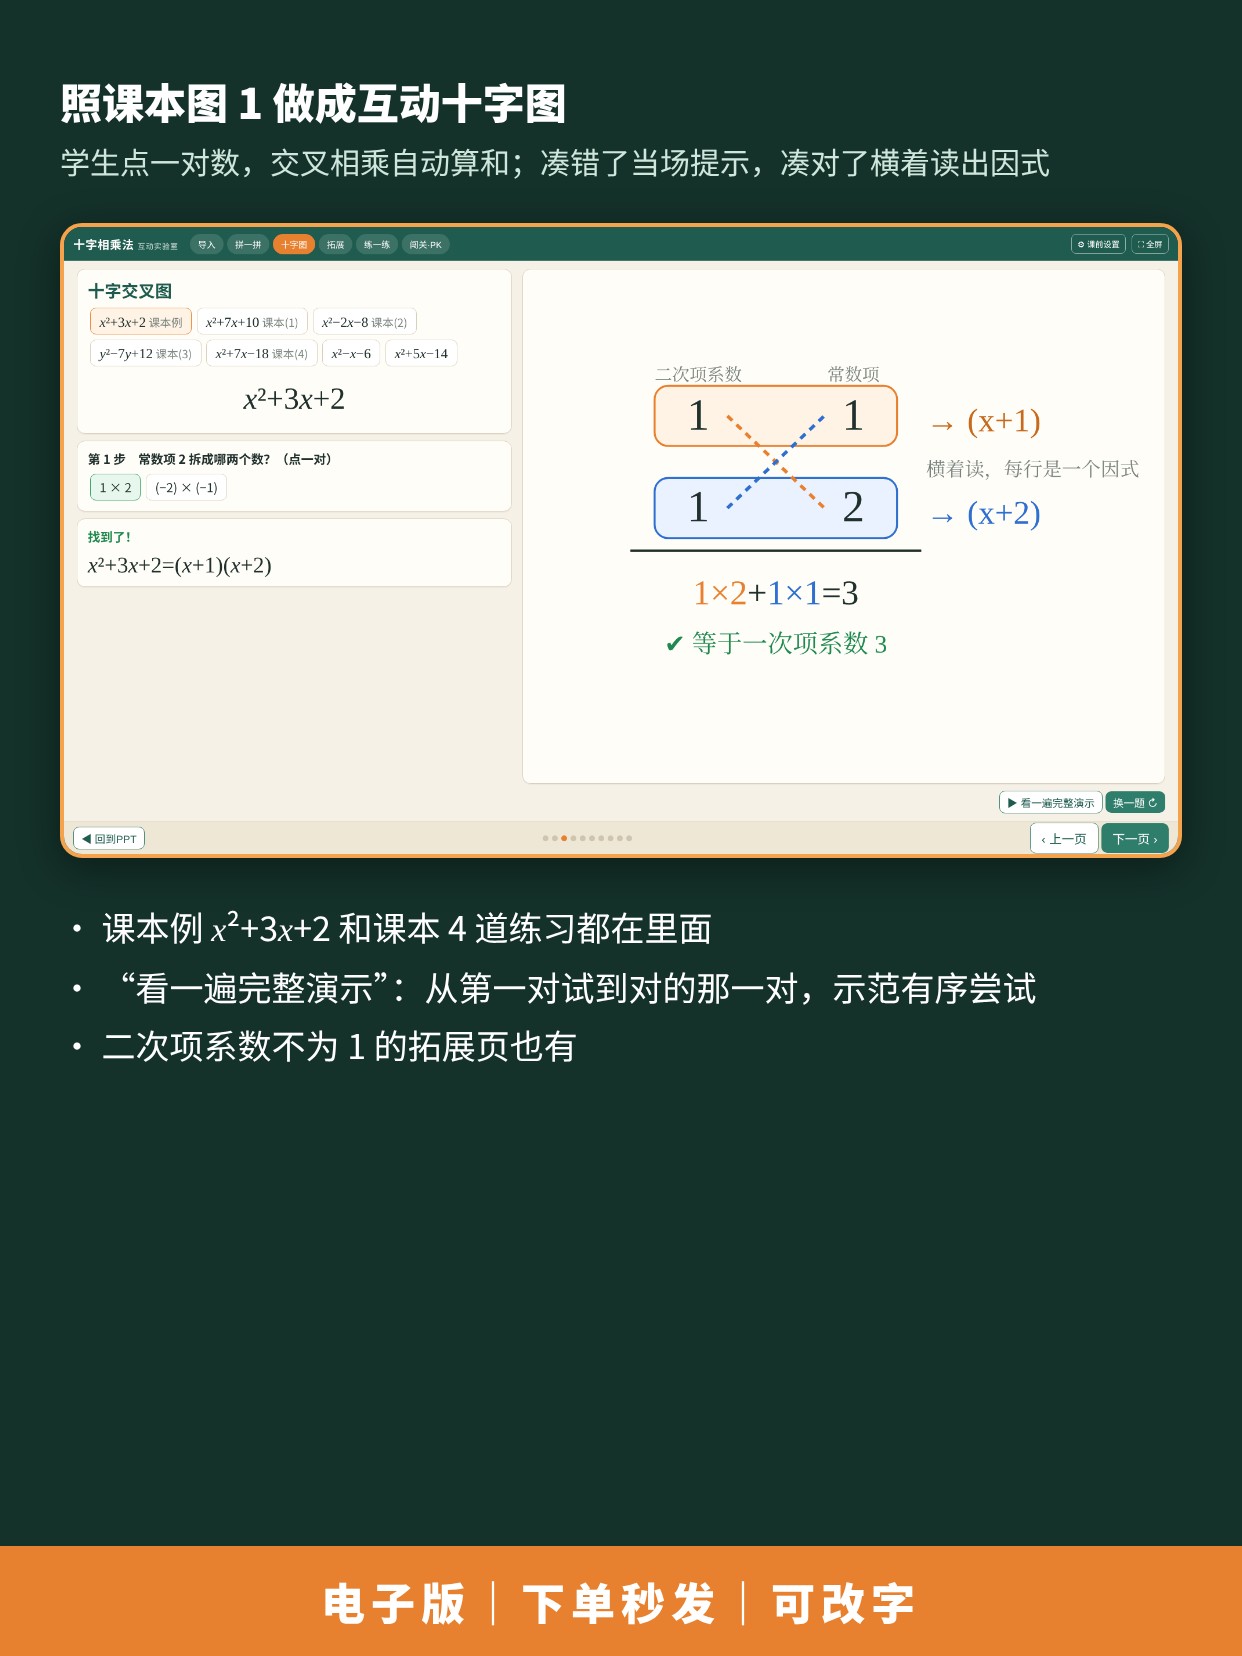 照课本图 1 做成互动十字图
学生点一对数，交叉相乘自动算和；凑错了当场提示，凑对了横着读出因式
十字相乘法 互动实验室 导入 拼一拼 十字图 拓展 练一练 闯关·PK ⚙ 课前设置 ⛶ 全屏
十字交叉图
x²+3x+2 课本例 x²+7x+10 课本(1) x²−2x−8 课本(2)
y²−7y+12 课本(3) x²+7x−18 课本(4) x²−x−6 x²+5x−14
x²+3x+2
第 1 步 常数项 2 拆成哪两个数？（点一对）
1 × 2 (−2) × (−1)
找到了！
x²+3x+2=(x+1)(x+2)
二次项系数 常数项
1 1 → (x+1)
横着读，每行是一个因式
1 2 → (x+2)
1×2+1×1=3
✔ 等于一次项系数 3
▶ 看一遍完整演示 换一题 ↻
◀ 回到PPT ‹ 上一页 下一页 ›
• 课本例 x²+3x+2 和课本 4 道练习都在里面
• “看一遍完整演示”：从第一对试到对的那一对，示范有序尝试
• 二次项系数不为 1 的拓展页也有
电子版｜下单秒发｜可改字